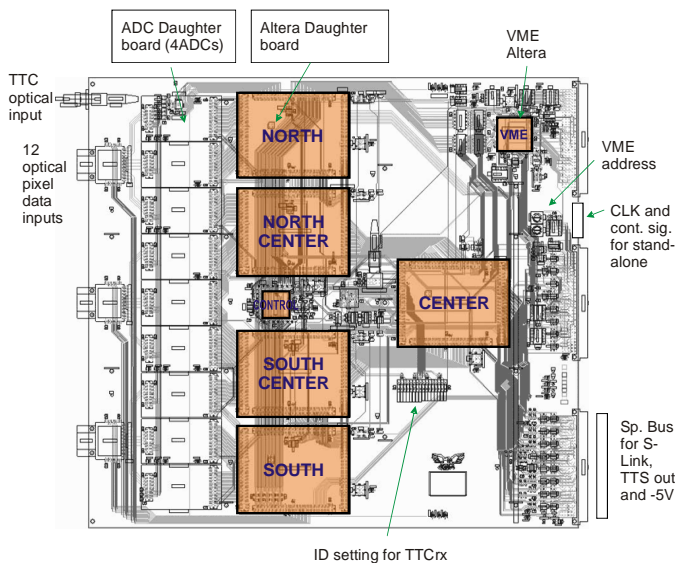 ADC Daughter
board (4ADCs)
Altera Daughter
board
VME
Altera
TTC
optical
input
12
optical
pixel
data
inputs
NORTH
VME
VME
address
NORTH
CENTER
CLK and
cont. sig.
for stand-
alone
CONTROL
CENTER
SOUTH
CENTER
SOUTH
Sp. Bus
for S-
Link,
TTS out
and -5V
ID setting for TTCrx